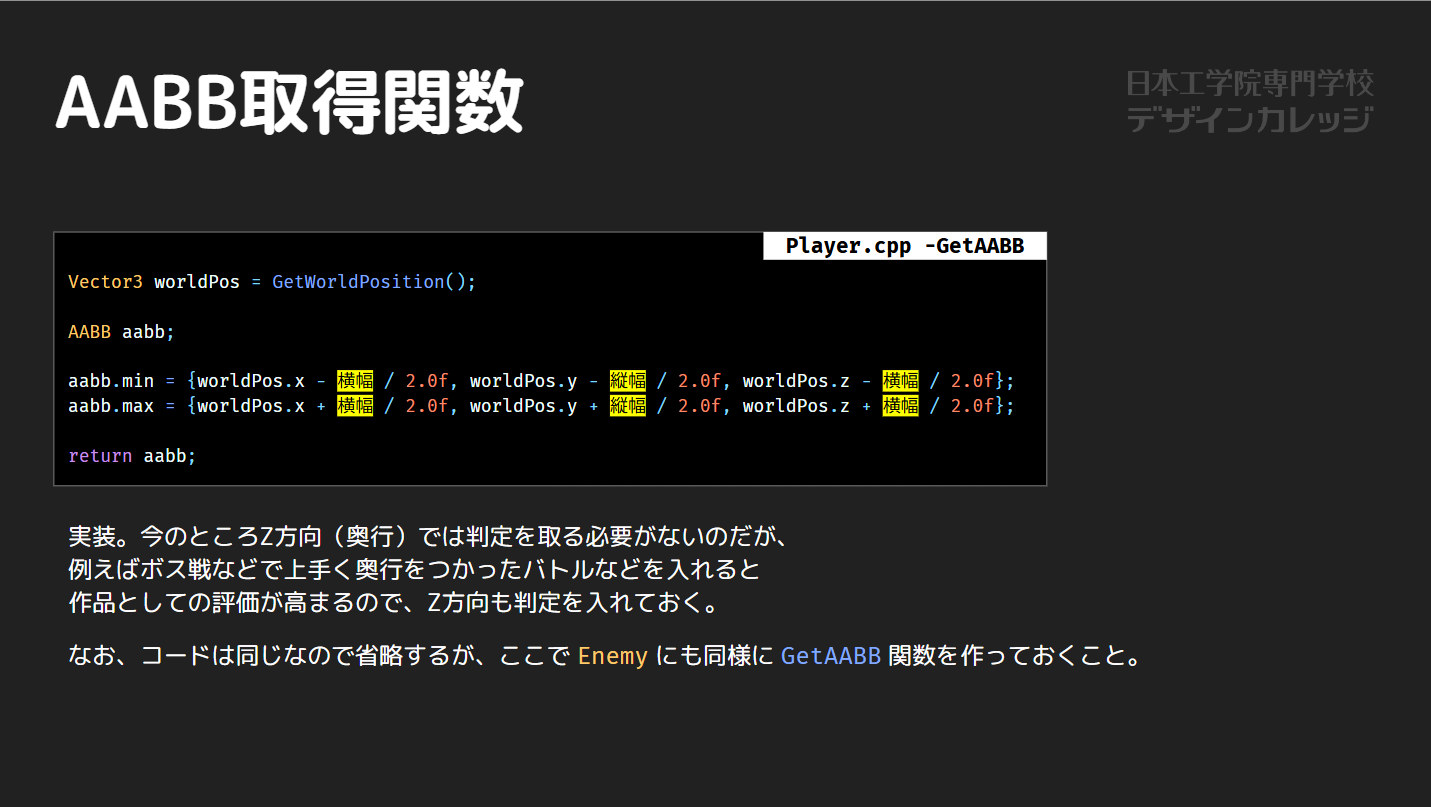 AABB取得関数
日本工学院専門学校
デザインカレッジ
Player.cpp -GetAABB
Vector3 worldPos = GetWorldPosition();
AABB aabb;
aabb.min = {worldPos.x - 横幅 / 2.0f, worldPos.y - 縦幅 / 2.0f, worldPos.z - 横幅 / 2.0f};
aabb.max = {worldPos.x + 横幅 / 2.0f, worldPos.y + 縦幅 / 2.0f, worldPos.z + 横幅 / 2.0f};
return aabb;
実装。今のところZ方向（奥行）では判定を取る必要がないのだが、
例えばボス戦などで上手く奥行をつかったバトルなどを入れると
作品としての評価が高まるので、Z方向も判定を入れておく。
なお、コードは同じなので省略するが、ここで Enemy にも同様に GetAABB 関数を作っておくこと。